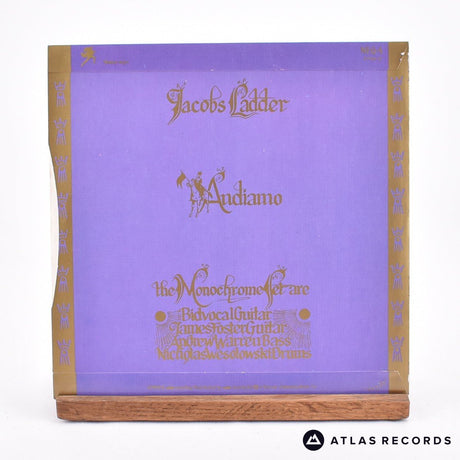 Jacobs Ladder
Andiamo
the Monochrome Set are
Bid Vocal Guitar
James Foster Guitar
Andrew Warren Bass
Nicholas Wesolowski Drums
ATLAS RECORDS